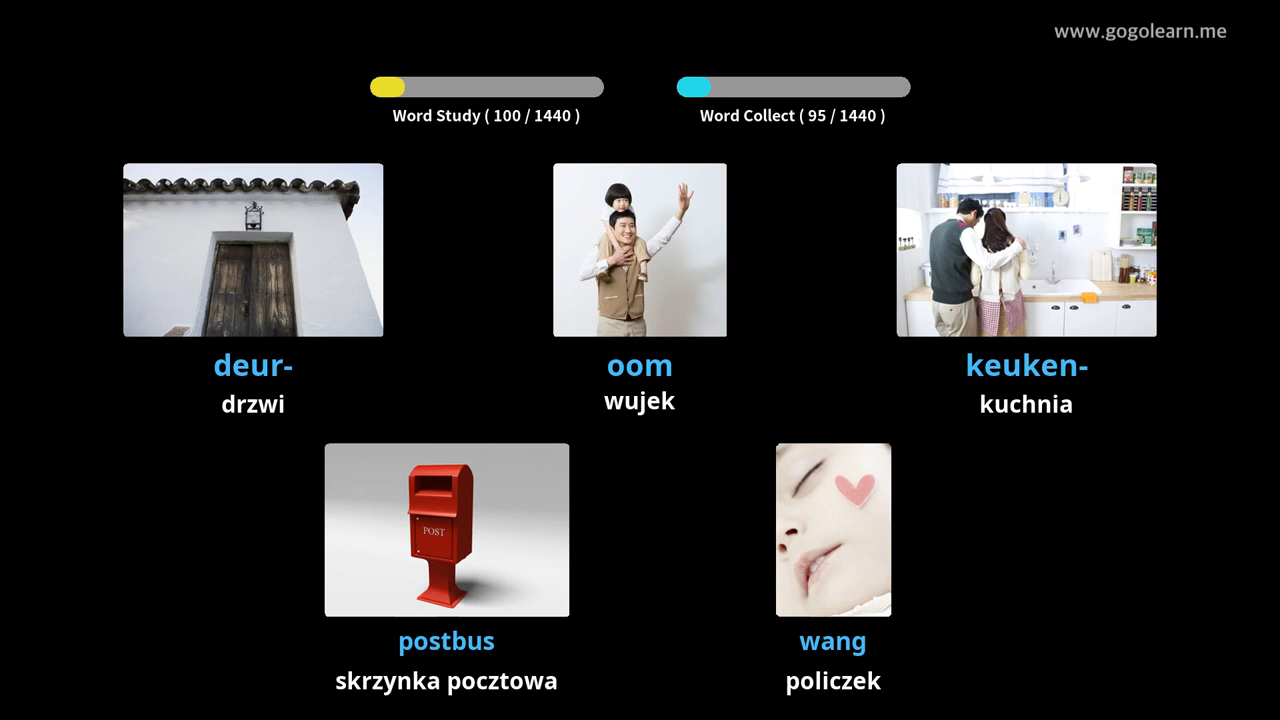 www.gogolearn.me
Word Study ( 100 / 1440 )
Word Collect ( 95 / 1440 )
deur-
drzwi
oom
wujek
keuken-
kuchnia
POST
postbus
skrzynka pocztowa
wang
policzek